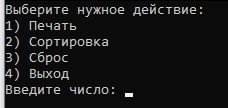 Выберите нужное действие:
1) Печать
2) Сортировка
3) Сброс
4) Выход
Введите число: